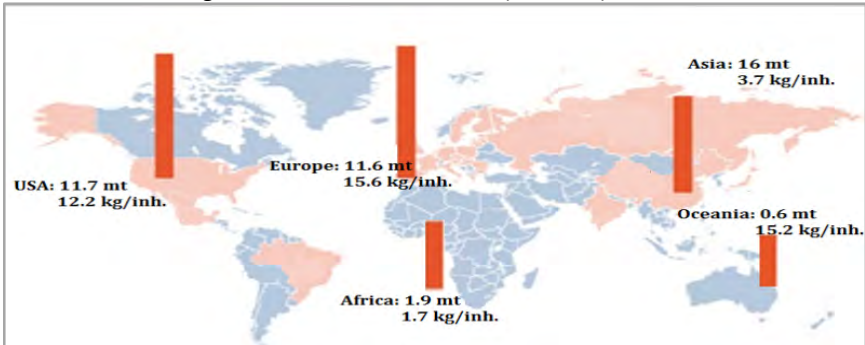 Asia: 16 mt
3.7 kg/inh.
Europe: 11.6 mt
15.6 kg/inh.
USA: 11.7 mt
12.2 kg/inh.
Oceania: 0.6 mt
15.2 kg/inh.
Africa: 1.9 mt
1.7 kg/inh.